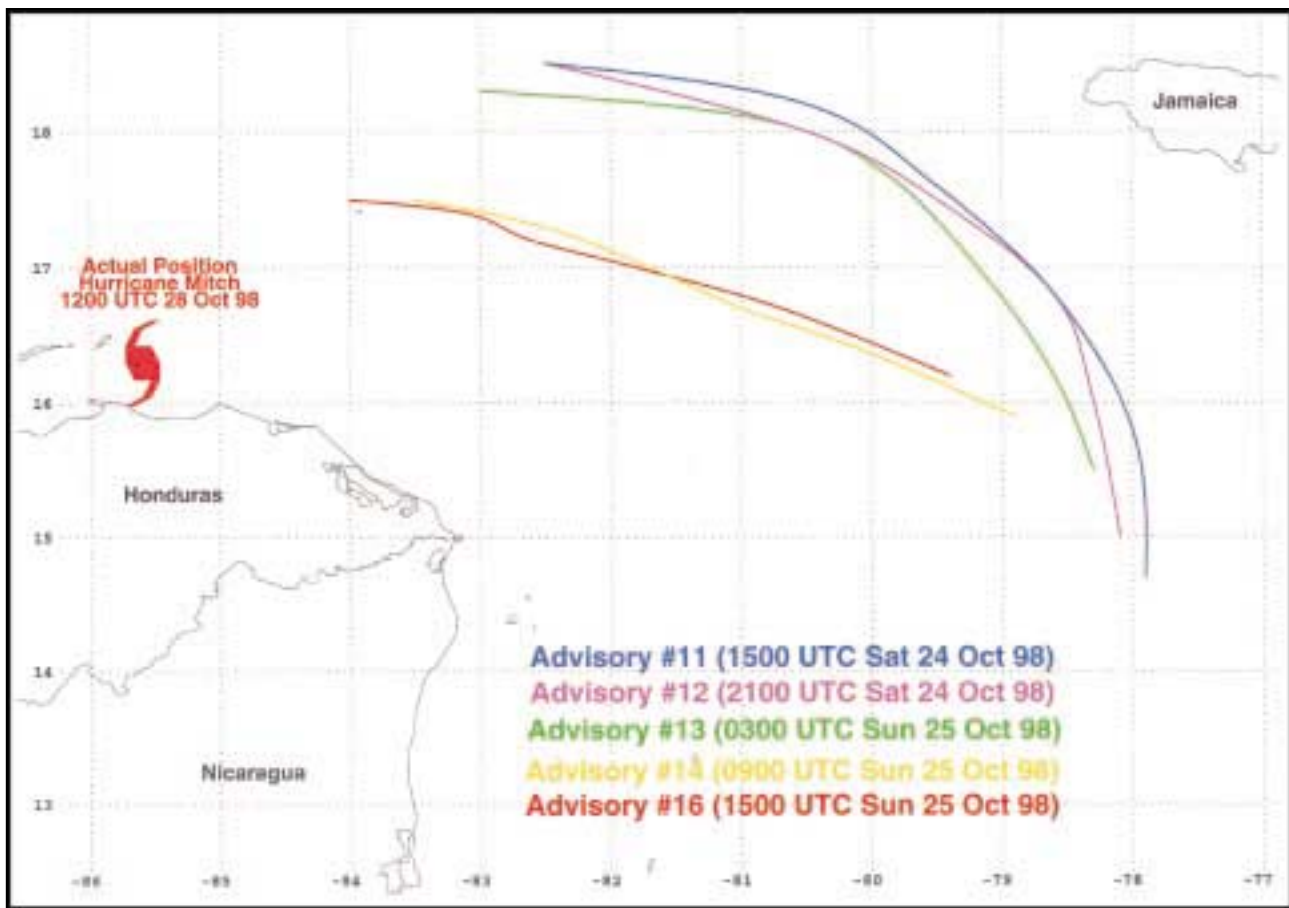 Jamaica
18
17
Actual Position
Hurricane Mitch
1200 UTC 28 Oct 98
16
Honduras
15
Advisory #11 (1500 UTC Sat 24 Oct 98)
14
Advisory #12 (2100 UTC Sat 24 Oct 98)
Advisory #13 (0300 UTC Sun 25 Oct 98)
Nicaragua
Advisory #14 (0900 UTC Sun 25 Oct 98)
13
Advisory #16 (1500 UTC Sun 25 Oct 98)
-86 -85 -84 -83 -82 -81 -80 -79 -78 -77